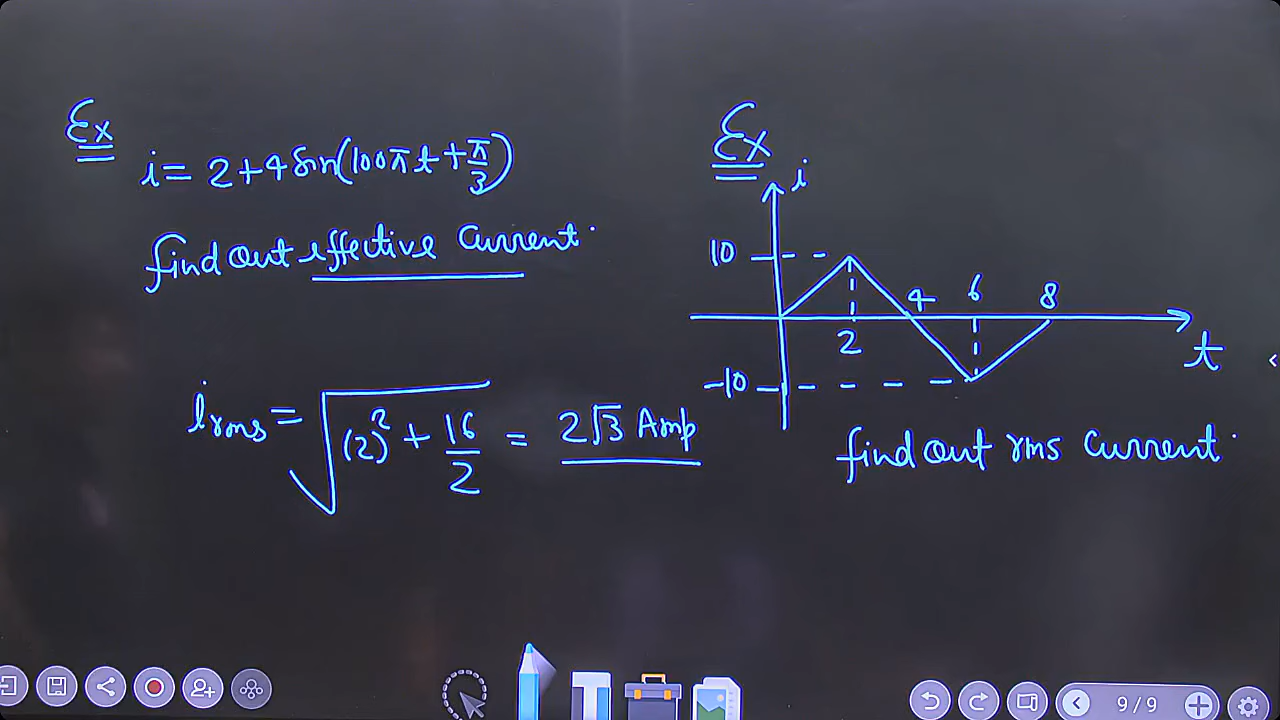 Ex
i = 2 + 4 sin(100πt + π/3)
find out effective current.
i rms = √((2)² + 16/2) = 2√3 Amp
Ex
i
10
4
6
8
2
t
-10
find out rms current.
9/9